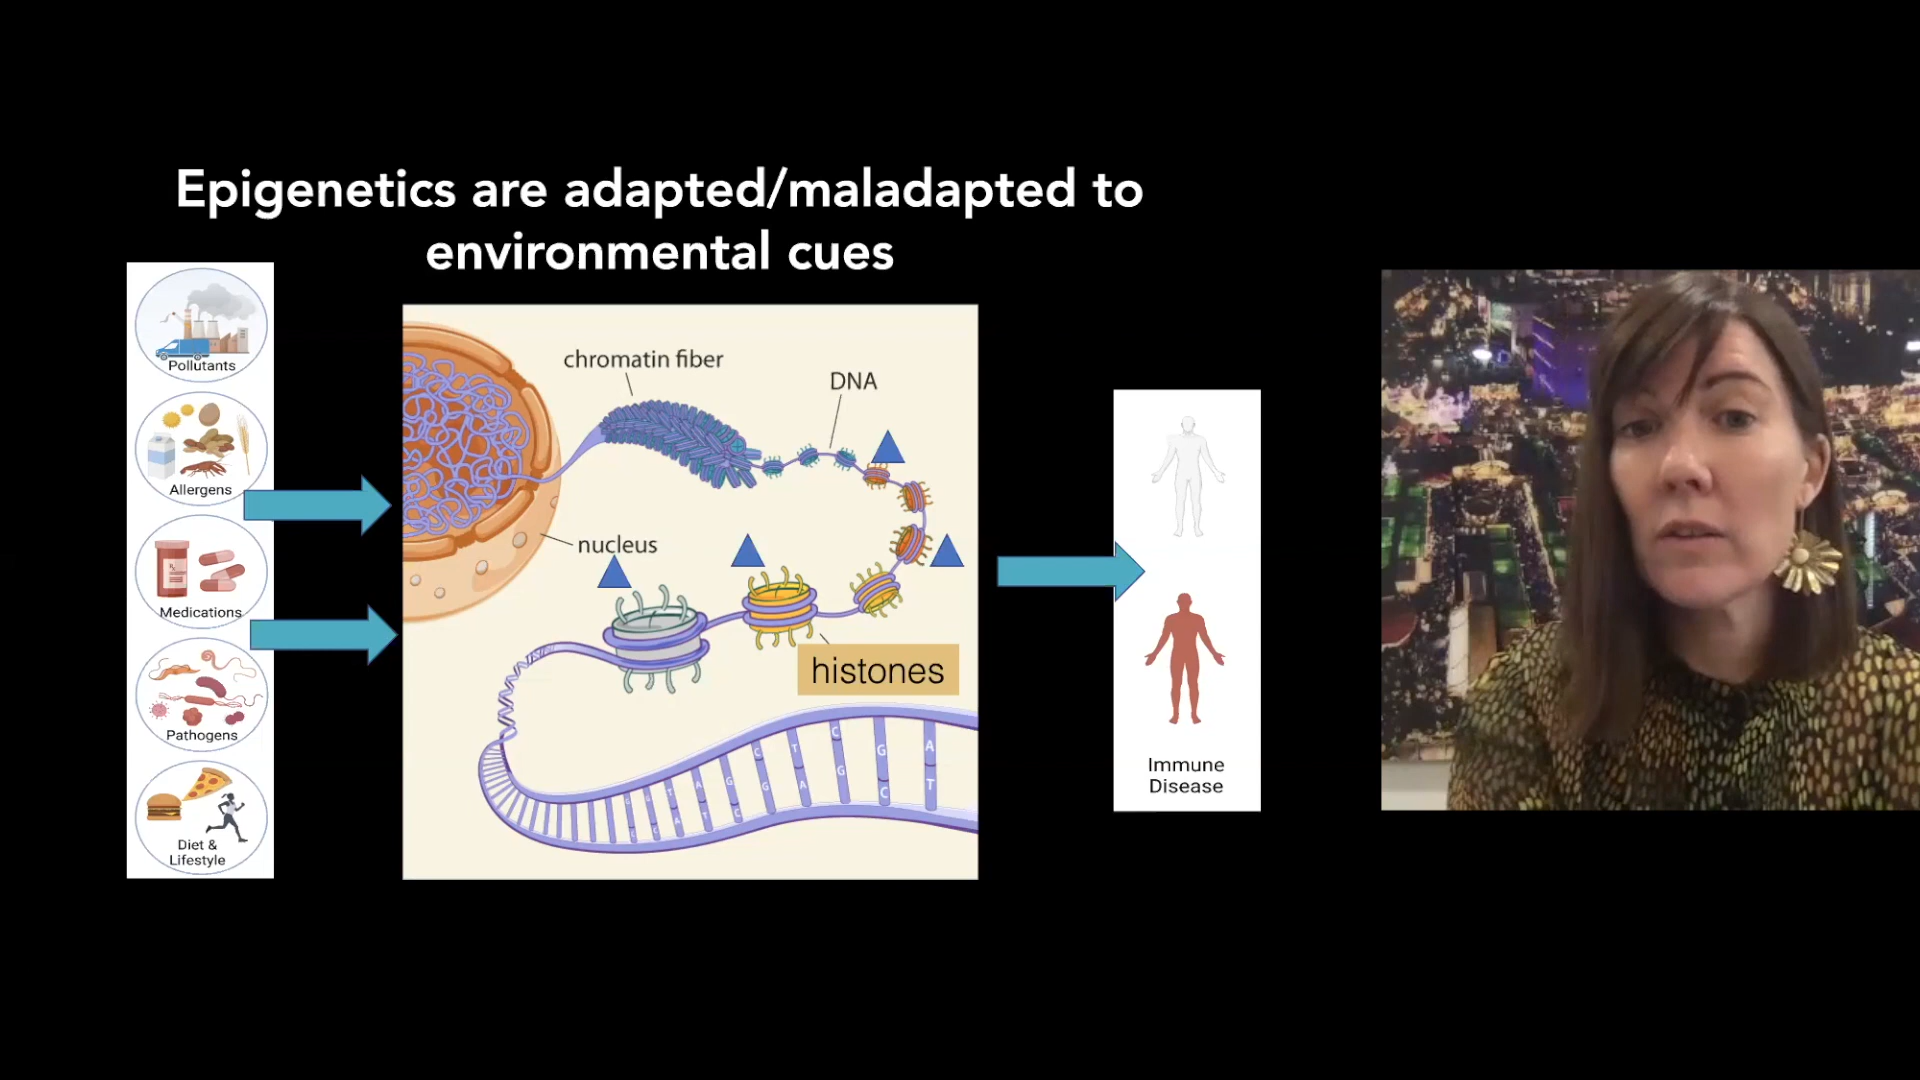 Epigenetics are adapted/maladapted to
environmental cues
Pollutants
Allergens
Medications
Pathogens
Diet &
Lifestyle
chromatin fiber
DNA
nucleus
histones
C
T
C
G
A
A
G
G
A
G
C
T
T
C
Immune
Disease